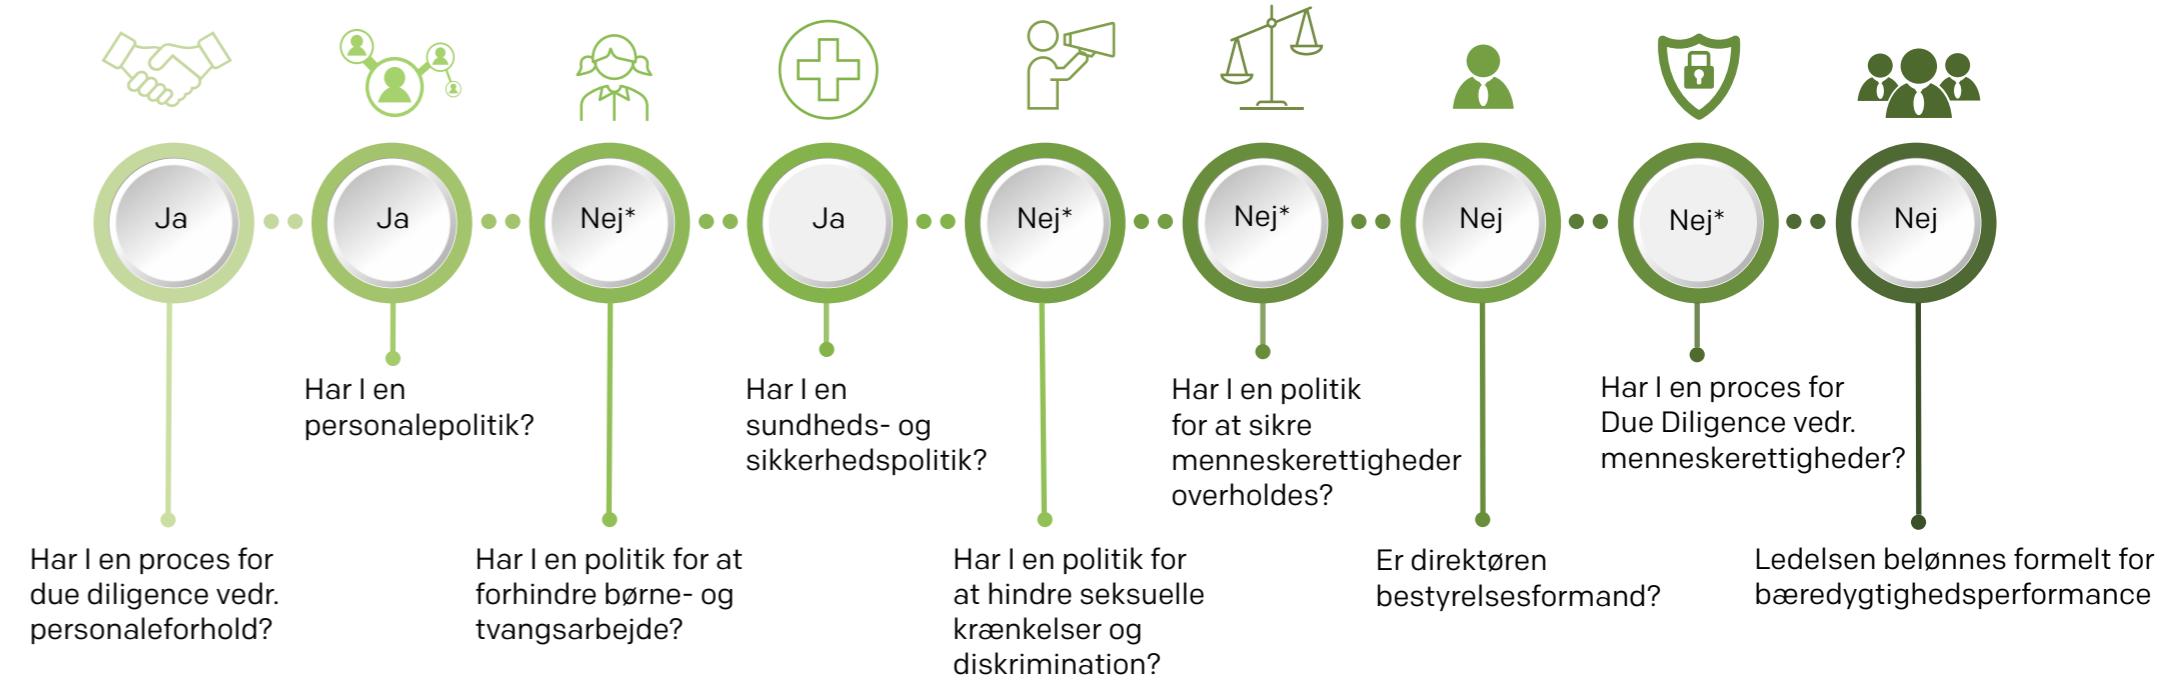 Ja
Ja
Nej*
Ja
Nej*
Nej*
Nej
Nej*
Nej
Har I en proces for
due diligence vedr.
personaleforhold?
Har I en
personalepolitik?
Har I en politik for at
forhindre børne- og
tvangsarbejde?
Har I en
sundheds- og
sikkerhedspolitik?
Har I en politik for
at hindre seksuelle
krænkelser og
diskrimination?
Har I en politik
for at sikre
menneskerettigheder
overholdes?
Er direktøren
bestyrelsesformand?
Har I en proces for
Due Diligence vedr.
menneskerettigheder?
Ledelsen belønnes formelt for
bæredygtighedsperformance